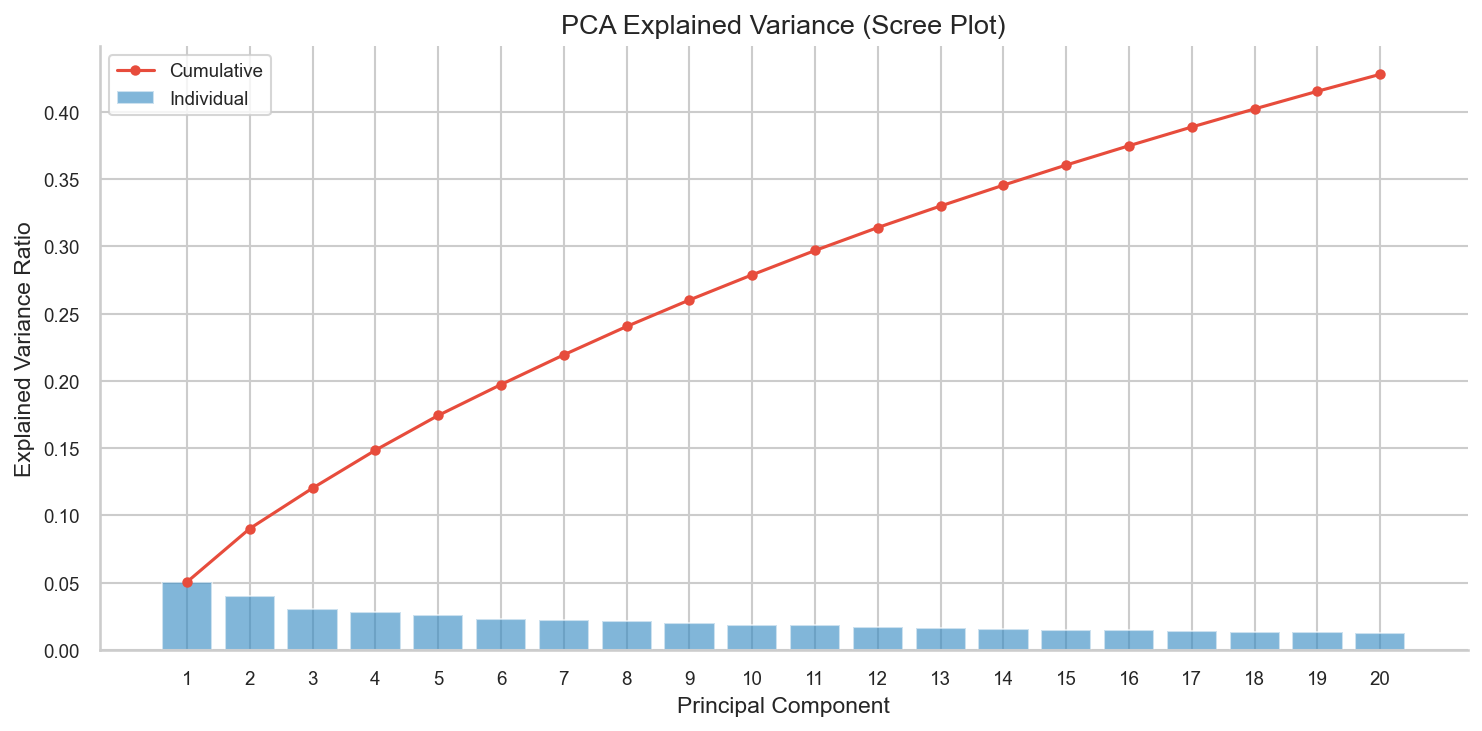 PCA Explained Variance (Scree Plot)
Cumulative
Individual
Explained Variance Ratio
0.40
0.35
0.30
0.25
0.20
0.15
0.10
0.05
0.00
1 2 3 4 5 6 7 8 9 10 11 12 13 14 15 16 17 18 19 20
Principal Component